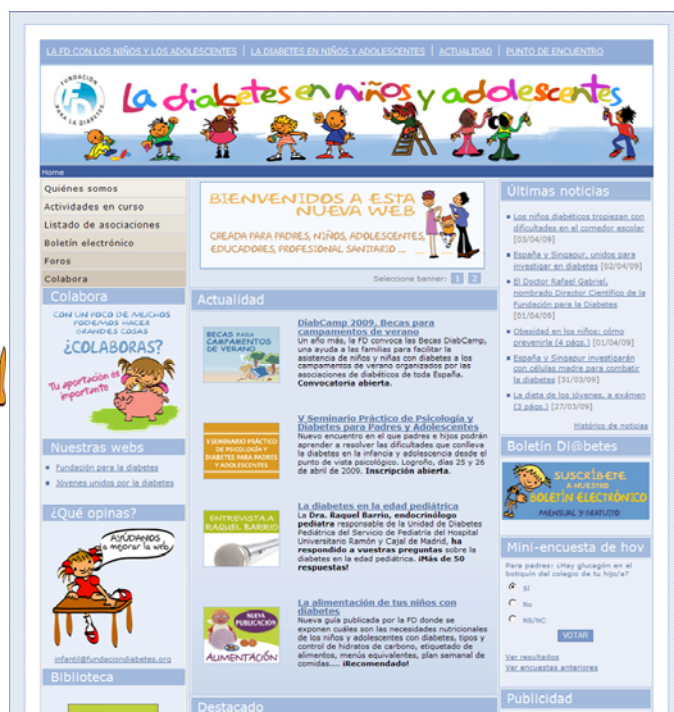 LA FD CON LOS NIÑOS Y LOS ADOLESCENTES | LA DIABETES EN NIÑOS Y ADOLESCENTES | ACTUALIDAD | PUNTO DE ENCUENTRO
FUNDACIÓN
PARA LA DIABETES
La diabetes en niños y adolescentes
Home
Quiénes somos
Actividades en curso
Listado de asociaciones
Boletín electrónico
Foros
Colabora
Colabora
CON UN POCO DE MUCHOS
PODEMOS HACER
GRANDES COSAS
¿COLABORAS?
Tu aportación es
importante
Nuestras webs
Fundación para la diabetes
Jóvenes unidos por la diabetes
¿Qué opinas?
AYÚDANOS
a mejorar la web
infantil@fundaciondiabetes.org
Biblioteca
BIENVENIDOS A ESTA
NUEVA WEB
CREADA PARA PADRES, NIÑOS, ADOLESCENTES,
EDUCADORES, PROFESIONAL SANITARIO ...
Seleccione banner: 1 2
Actualidad
BECAS PARA
CAMPAMENTOS
DE VERANO
DiabCamp 2009, Becas para
campamentos de verano
Un año más, la FD convoca las Becas DiabCamp,
una ayuda a las familias para facilitar la
asistencia de niños y niñas con diabetes a los
campamentos de verano organizados por las
asociaciones de diabéticos de toda España.
Convocatoria abierta.
V SEMINARIO PRÁCTICO
DE PSICOLOGÍA Y
DIABETES PARA PADRES
Y ADOLESCENTES
V Seminario Práctico de Psicología y
Diabetes para Padres y Adolescentes
Nuevo encuentro en el que padres e hijos podrán
aprender a resolver las dificultades que conlleva
la diabetes en la infancia y adolescencia desde el
punto de vista psicológico. Logroño, días 25 y 26
de abril de 2009. Inscripción abierta.
ENTREVISTA A
RAQUEL BARRIO
La diabetes en la edad pediátrica
La Dra. Raquel Barrio, endocrinólogo
pediatra responsable de la Unidad de Diabetes
Pediátrica del Servicio de Pediatría del Hospital
Universitario Ramón y Cajal de Madrid, ha
respondido a vuestras preguntas sobre la
diabetes en la edad pediátrica. ¡Más de 50
respuestas!
NUEVA
PUBLICACIÓN
ALIMENTACIÓN
La alimentación de tus niños con
diabetes
Nueva guía publicada por la FD donde se
exponen cuáles son las necesidades nutricionales
de los niños y adolescentes con diabetes, tipos y
control de hidratos de carbono, etiquetado de
alimentos, menús equivalentes, plan semanal de
comidas.... ¡Recomendado!
Destacado
Últimas noticias
Los niños diabéticos tropiezan con
dificultades en el comedor escolar
[03/04/09]
España y Singapur, unidos para
investigar en diabetes [02/04/09]
El Doctor Rafael Gabriel,
nombrado Director Científico de la
Fundación para la Diabetes
[01/04/09]
Obesidad en los niños: cómo
prevenirla (4 págs.) [01/04/09]
España y Singapur investigarán
con células madre para combatir
la diabetes [31/03/09]
La dieta de los jóvenes, a exámen
(3 págs.) [27/03/09]
Histórico de noticias
Boletín Di@betes
SUSCRÍBETE
A NUESTRO
BOLETÍN ELECTRÓNICO
MENSUAL Y GRATUITO
Mini-encuesta de hoy
Para padres: ¿Hay glucagón en el
botiquín del colegio de tu hijo/a?
Sí
No
NS/NC
VOTAR
Ver resultados
Ver encuestas anteriores
Publicidad